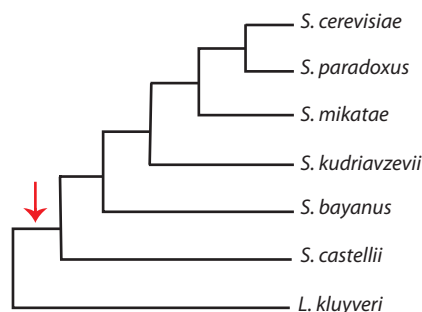 S. cerevisiae
S. paradoxus
S. mikatae
S. kudriavzevii
S. bayanus
S. castellii
L. kluyveri